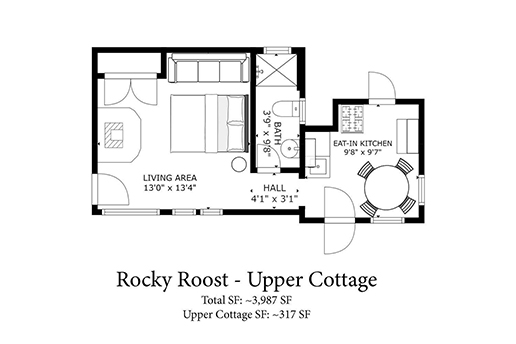 BATH
3'9" x 9'8"
EAT-IN KITCHEN
9'8" x 9'7"
LIVING AREA
13'0" x 13'4"
HALL
4'1" x 3'1"
Rocky Roost - Upper Cottage
Total SF: ~3,987 SF
Upper Cottage SF: ~317 SF